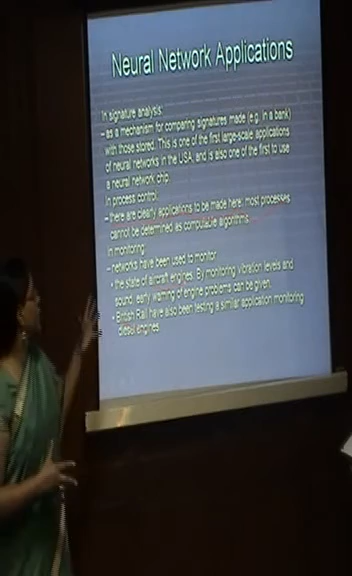 Neural Network Applications
In signature analysis:
– as a mechanism for comparing signatures made (e.g. in a bank)
with those stored. This is one of the first large-scale applications
of neural networks in the USA, and is also one of the first to use
a neural network chip.
In process control:
– there are clearly applications to be made here: most processes
cannot be determined as computable algorithms.
In monitoring:
– networks have been used to monitor
• the state of aircraft engines. By monitoring vibration levels and
sound, early warning of engine problems can be given.
• British Rail have also been testing a similar application monitoring
diesel engines